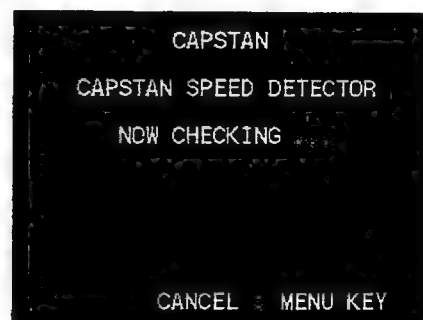 CAPSTAN
CAPSTAN SPEED DETECTOR
NOW CHECKING
CANCEL : MENU KEY